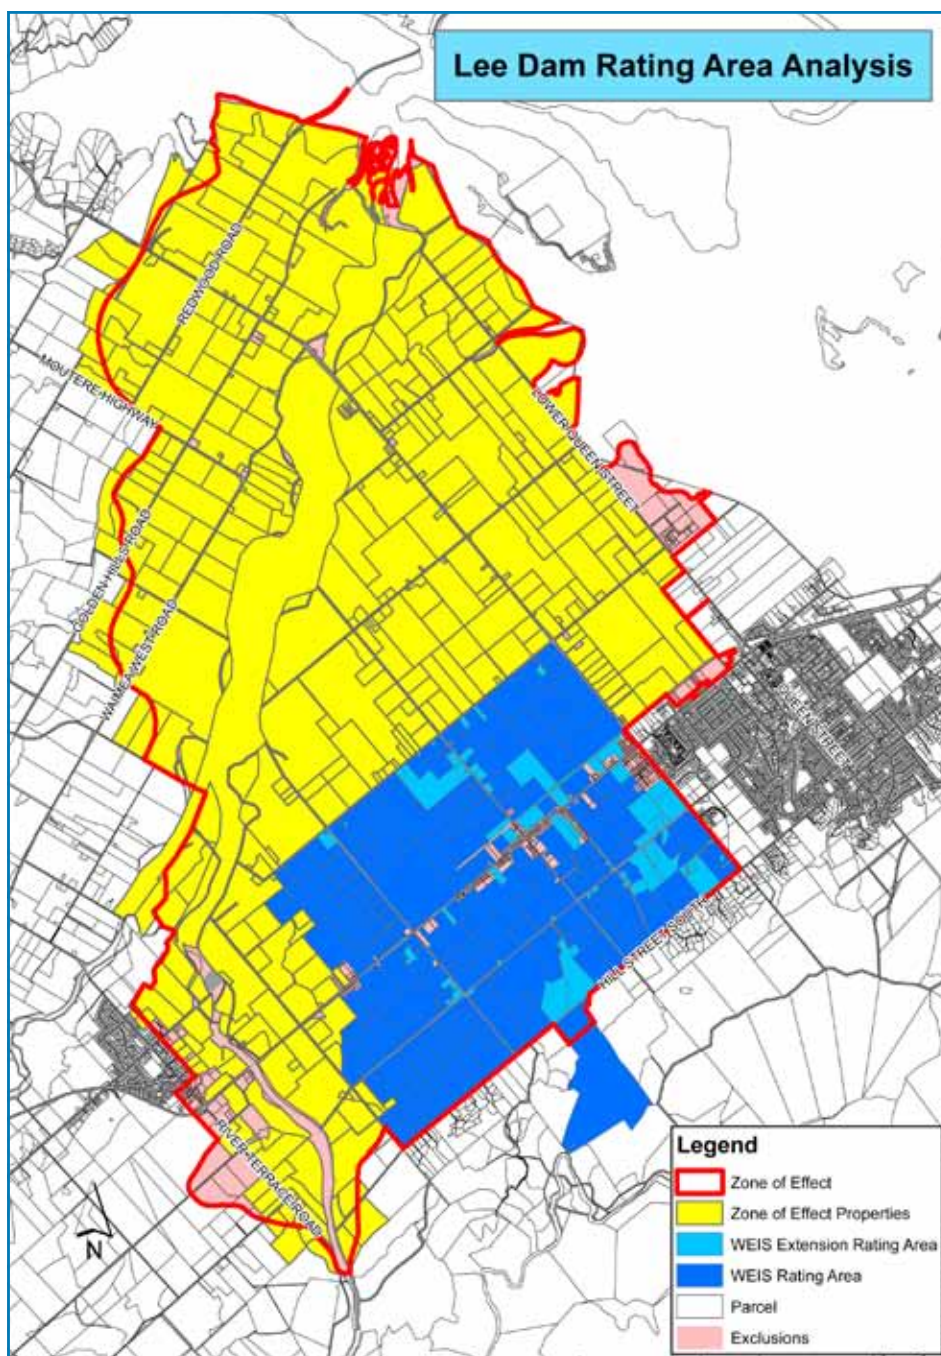 Lee Dam Rating Area Analysis
REDWOOD ROAD
MOUTERE HIGHWAY
LOWER QUEEN STREET
GOLDEN HILLS ROAD
WAIMEA WEST ROAD
QUEEN STREET
HILL STREET SOUTH
RIVER TERRACE ROAD
N
Legend
Zone of Effect
Zone of Effect Properties
WEIS Extension Rating Area
WEIS Rating Area
Parcel
Exclusions